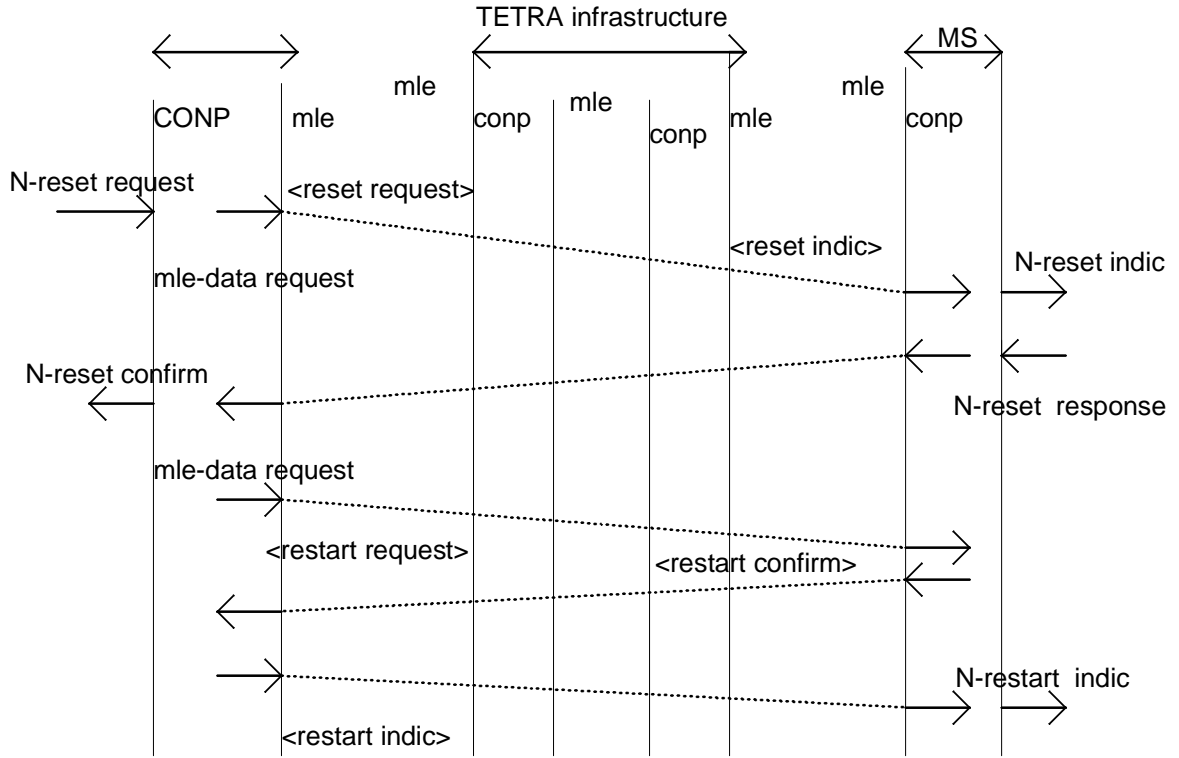 TETRA infrastructure
MS
mle
mle
mle
CONP
mle
conp
conp
mle
conp
N-reset request
<reset request>
<reset indic>
N-reset indic
mle-data request
N-reset confirm
N-reset response
mle-data request
<restart request>
<restart confirm>
N-restart indic
<restart indic>